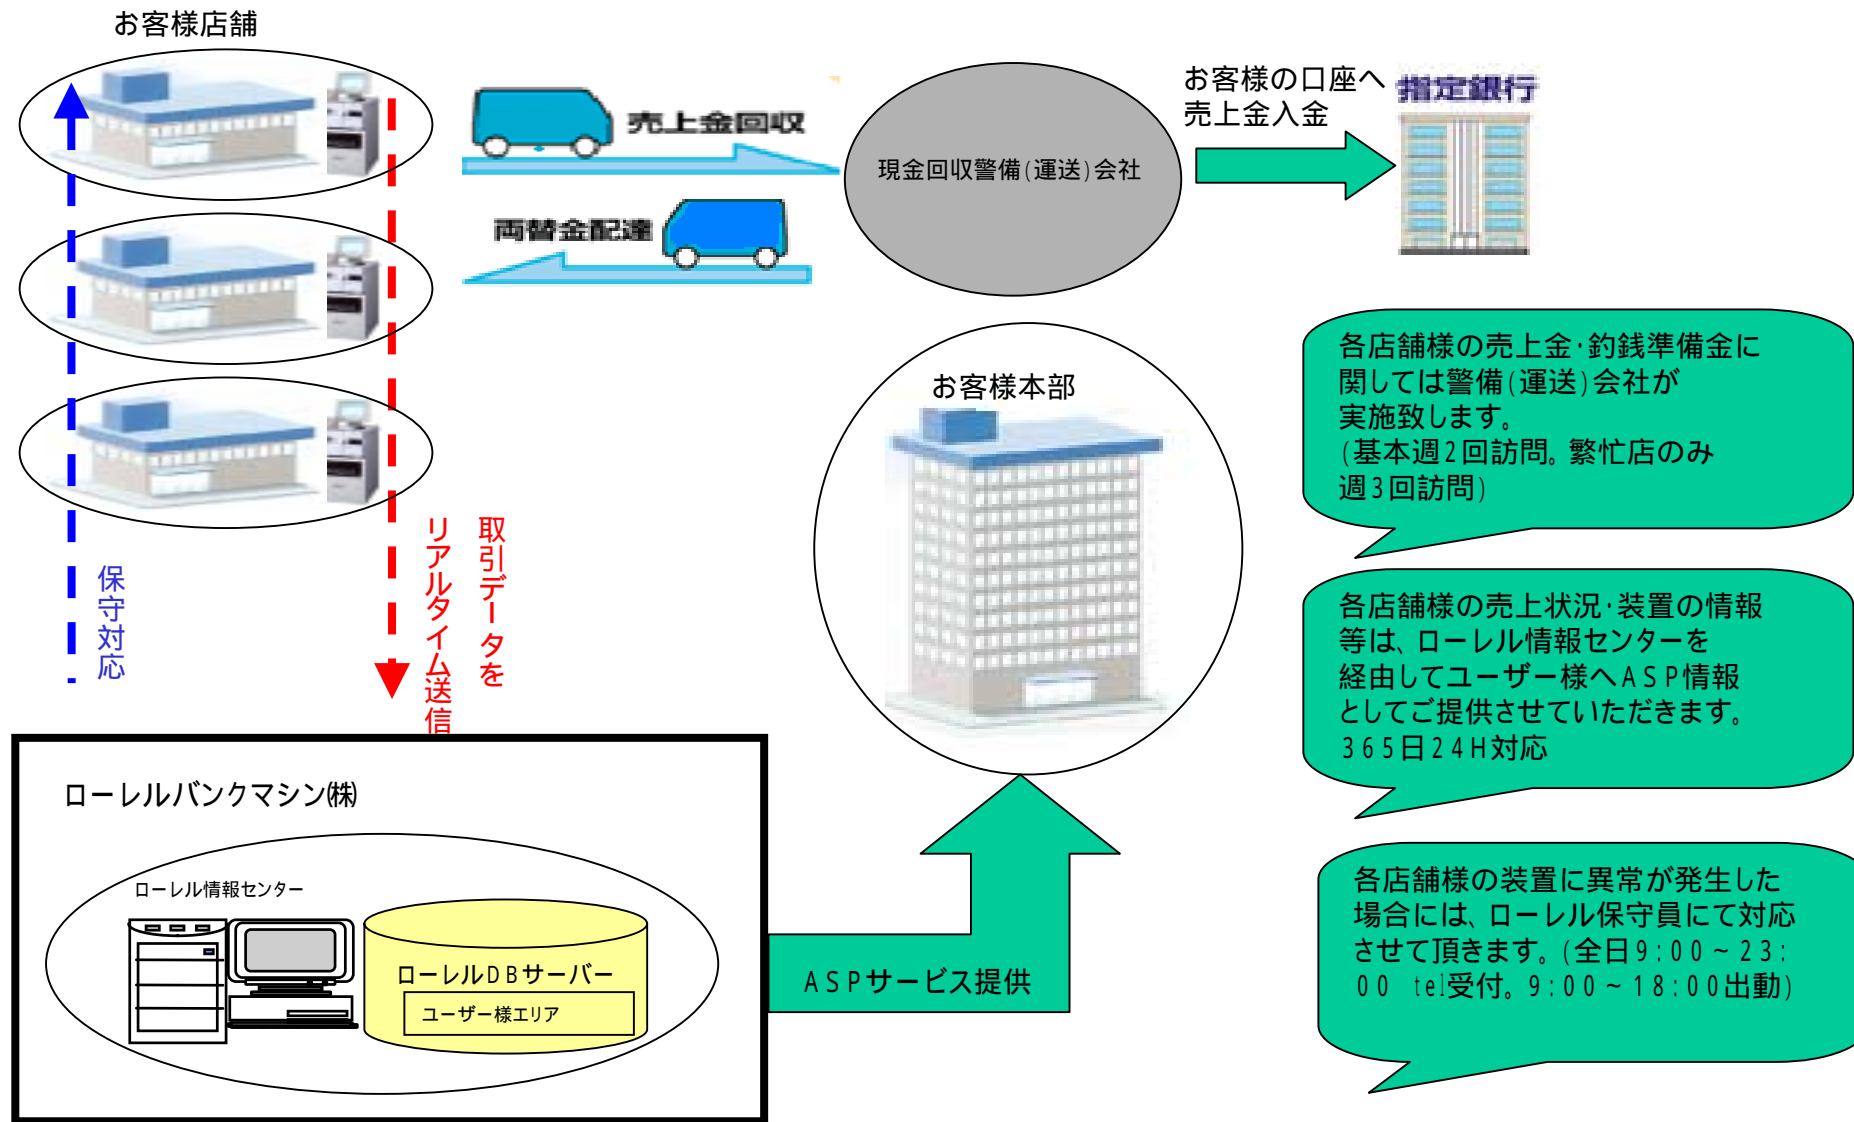 お客様店舗
売上金回収
両替金配達
現金回収警備(運送)会社
お客様の口座へ
売上金入金
指定銀行
お客様本部
各店舗様の売上金・釣銭準備金に
関しては警備(運送)会社が
実施致します。
(基本週2回訪問。繁忙店のみ
週3回訪問)
保守対応
取引データを
リアルタイム送信
各店舗様の売上状況・装置の情報
等は、ローレル情報センターを
経由してユーザー様へASP情報
としてご提供させていただきます。
365日24H対応
ローレルバンクマシン㈱
ローレル情報センター
ローレルDBサーバー
ユーザー様エリア
ASPサービス提供
各店舗様の装置に異常が発生した
場合には、ローレル保守員にて対応
させて頂きます。(全日9:00~23:
00 tel受付。9:00~18:00出動)